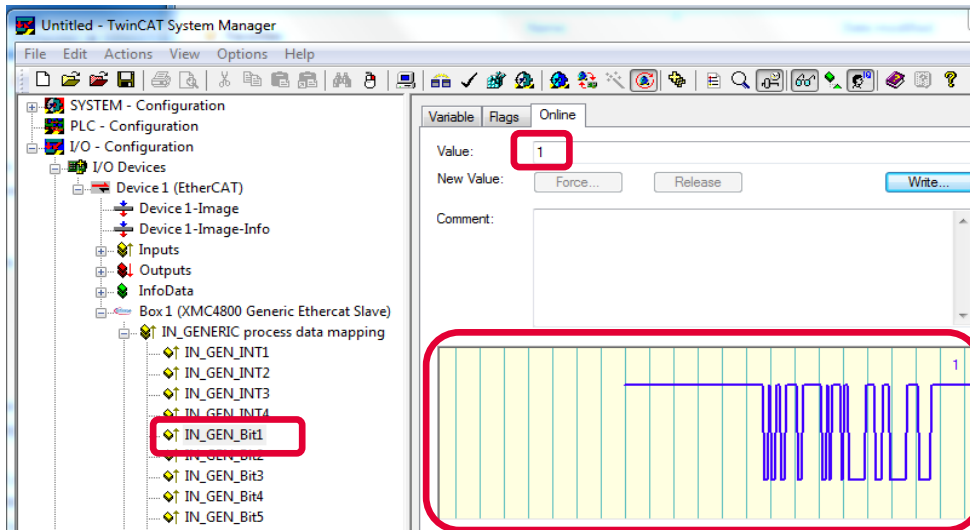 Untitled - TwinCAT System Manager
File Edit Actions View Options Help
SYSTEM - Configuration
PLC - Configuration
I/O - Configuration
I/O Devices
Device 1 (EtherCAT)
Device 1-Image
Device 1-Image-Info
Inputs
Outputs
InfoData
Box 1 (XMC4800 Generic Ethercat Slave)
IN_GENERIC process data mapping
IN_GEN_INT1
IN_GEN_INT2
IN_GEN_INT3
IN_GEN_INT4
IN_GEN_Bit1
IN_GEN_Bit2
IN_GEN_Bit3
IN_GEN_Bit4
IN_GEN_Bit5
Variable Flags Online
Value: 1
New Value: Force... Release Write...
Comment:
1